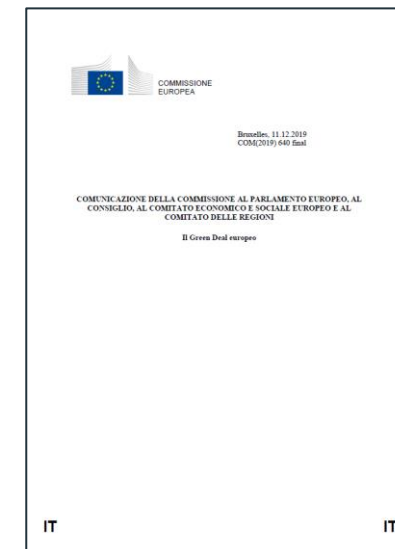 COMMISSIONE
EUROPEA
Bruxelles, 11.12.2019
COM(2019) 640 final
COMUNICAZIONE DELLA COMMISSIONE AL PARLAMENTO EUROPEO, AL
CONSIGLIO, AL COMITATO ECONOMICO E SOCIALE EUROPEO E AL
COMITATO DELLE REGIONI
Il Green Deal europeo
IT IT